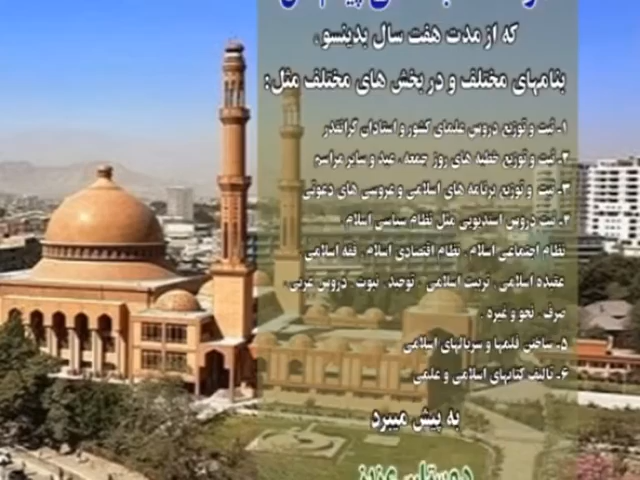 که از مدت هفت سال بدینسو ،
بنامهای مختلف و در بخش های مختلف مثل :
۱- ثبت و توزیع دروس علمای کشور و استادان گرانقدر
۲- ثبت و توزیع خطبه های روز جمعه ، عید و سایر مراسم
۳- ثبت و توزیع برنامه های اسلامی و عروسی های دعوتی
۴- ثبت دروس استدیویی مثل نظام سیاسی اسلام ،
نظام اجتماعی اسلام ، نظام اقتصادی اسلام ، فقه اسلامی ،
عقیده اسلامی ، تربیت اسلامی ، توحید ، نبوت ، دروس عربی ،
صرف ، نحو و غیره .
۵- ساختن فلمها و سریالهای اسلامی
۶- تالیف کتابهای اسلامی و علمی
به پیش میبرد
دوستان عزیز